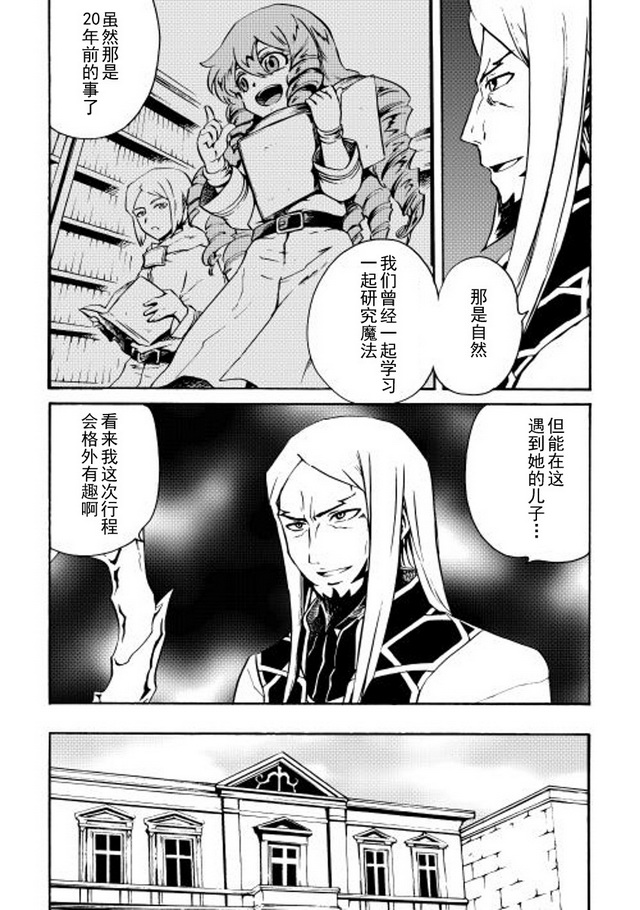 那是
自然
我们曾经一起学习
一起研究魔法
虽然那是
20年前的事了
但能在这
遇到她的儿子…
看来我这次行程
会格外有趣啊